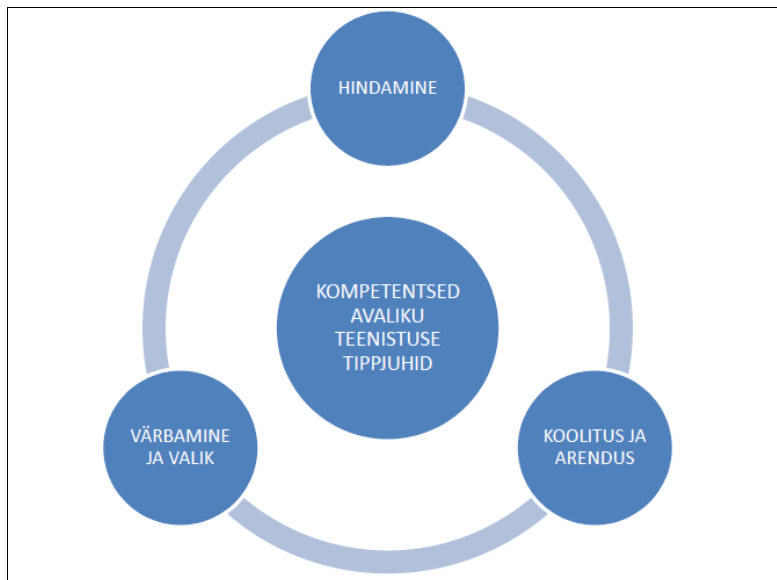 HINDAMINE
KOMPETENTSED
AVALIKU
TEENISTUSE
TIPPJUHID
VÄRBAMINE
JA VALIK
KOOLITUS JA
ARENDUS